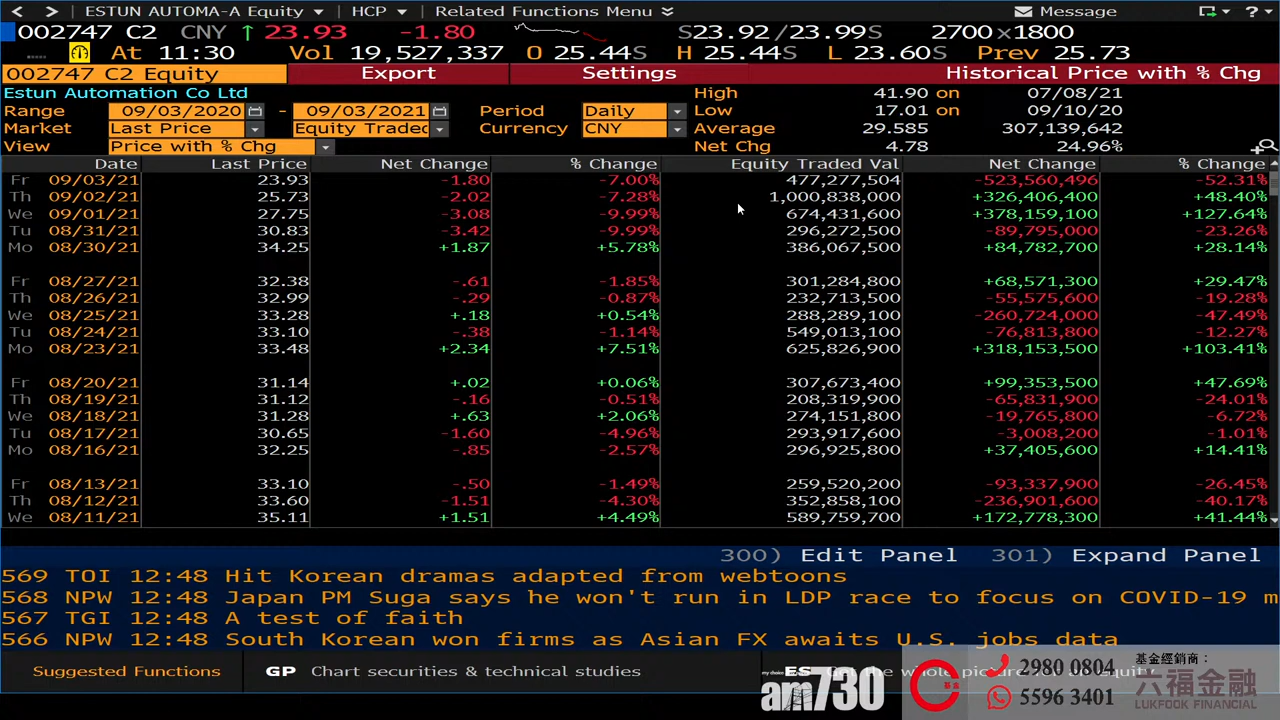 ESTUN AUTOMA-A Equity HCP Related Functions Menu Message ?
002747 C2 CNY ↑ 23.93 -1.80 S23.92/23.99S 2700×1800
At 11:30 Vol 19,527,337 O 25.44S H 25.44S L 23.60S Prev 25.73
002747 C2 Equity Export Settings Historical Price with % Chg
Estun Automation Co Ltd High 41.90 on 07/08/21
Range 09/03/2020 - 09/03/2021 Period Daily Low 17.01 on 09/10/20
Market Last Price Equity Traded Currency CNY Average 29.585 307,139,642
View Price with % Chg Net Chg 4.78 24.96%
Date Last Price Net Change % Change Equity Traded Val Net Change % Change
Fr 09/03/21 23.93 -1.80 -7.00% 477,277,504 -523,560,496 -52.31%
Th 09/02/21 25.73 -2.02 -7.28% 1,000,838,000 +326,406,400 +48.40%
We 09/01/21 27.75 -3.08 -9.99% 674,431,600 +378,159,100 +127.64%
Tu 08/31/21 30.83 -3.42 -9.99% 296,272,500 -89,795,000 -23.26%
Mo 08/30/21 34.25 +1.87 +5.78% 386,067,500 +84,782,700 +28.14%
Fr 08/27/21 32.38 -.61 -1.85% 301,284,800 +68,571,300 +29.47%
Th 08/26/21 32.99 -.29 -0.87% 232,713,500 -55,575,600 -19.28%
We 08/25/21 33.28 +.18 +0.54% 288,289,100 -260,724,000 -47.49%
Tu 08/24/21 33.10 -.38 -1.14% 549,013,100 -76,813,800 -12.27%
Mo 08/23/21 33.48 +2.34 +7.51% 625,826,900 +318,153,500 +103.41%
Fr 08/20/21 31.14 +.02 +0.06% 307,673,400 +99,353,500 +47.69%
Th 08/19/21 31.12 -.16 -0.51% 208,319,900 -65,831,900 -24.01%
We 08/18/21 31.28 +.63 +2.06% 274,151,800 -19,765,800 -6.72%
Tu 08/17/21 30.65 -1.60 -4.96% 293,917,600 -3,008,200 -1.01%
Mo 08/16/21 32.25 -.85 -2.57% 296,925,800 +37,405,600 +14.41%
Fr 08/13/21 33.10 -.50 -1.49% 259,520,200 -93,337,900 -26.45%
Th 08/12/21 33.60 -1.51 -4.30% 352,858,100 -236,901,600 -40.17%
We 08/11/21 35.11 +1.51 +4.49% 589,759,700 +172,778,300 +41.44%
300) Edit Panel 301) Expand Panel
569 TOI 12:48 Hit Korean dramas adapted from webtoons
568 NPW 12:48 Japan PM Suga says he won't run in LDP race to focus on COVID-19 m
567 TGI 12:48 A test of faith
566 NPW 12:48 South Korean won firms as Asian FX awaits U.S. jobs data
Suggested Functions GP Chart securities & technical studies ES Get the whole picture
my choice am730
基金
2980 0804
5596 3401
基金經銷商：
六福金融
LUKFOOK FINANCIAL